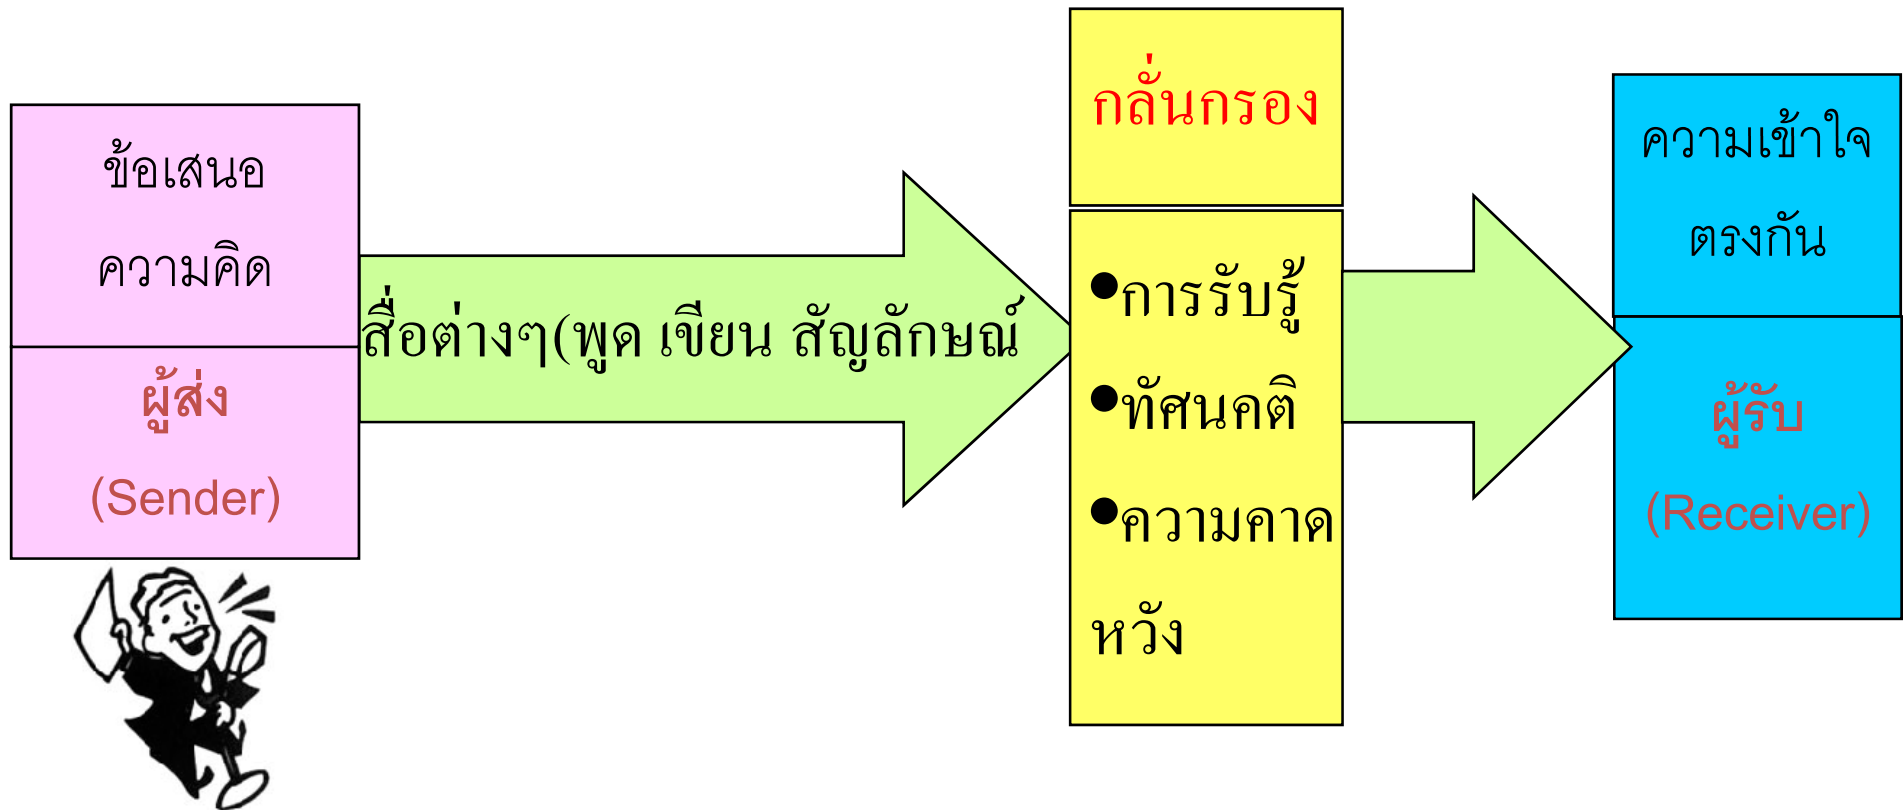 ข้อเสนอ
ความคิด
ผู้ส่ง
(Sender)
สื่อต่างๆ(พูด เขียน สัญลักษณ์
กลั่นกรอง
•การรับรู้
•ทัศนคติ
•ความคาด
หวัง
ความเข้าใจ
ตรงกัน
ผู้รับ
(Receiver)